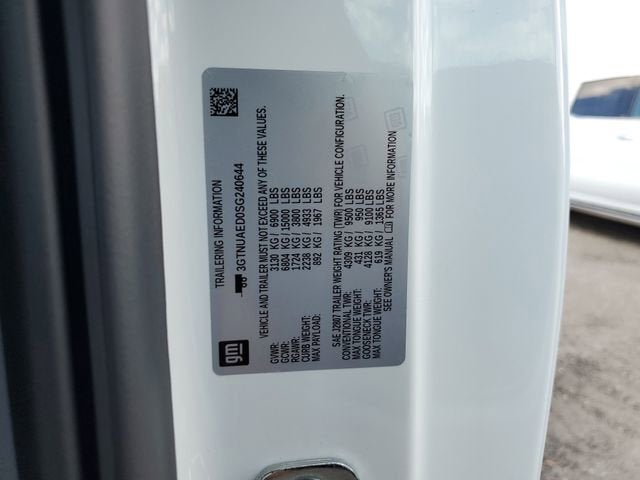 TRAILERING INFORMATION
3GTNUAED0SG240644
VEHICLE AND TRAILER MUST NOT EXCEED ANY OF THESE VALUES.
GVWR: 3130 KG / 6900 LBS
GCWR: 6804 KG / 15000 LBS
RGAWR: 1724 KG / 3800 LBS
CURB WEIGHT: 2238 KG / 4933 LBS
MAX PAYLOAD: 892 KG / 1967 LBS
SAE J2807 TRAILER WEIGHT RATING (TWR) FOR VEHICLE CONFIGURATION.
CONVENTIONAL TWR: 4309 KG / 9500 LBS
MAX TONGUE WEIGHT: 431 KG / 950 LBS
GOOSENECK TWR: 4128 KG / 9100 LBS
MAX TONGUE WEIGHT: 619 KG / 1365 LBS
SEE OWNER'S MANUAL
gm